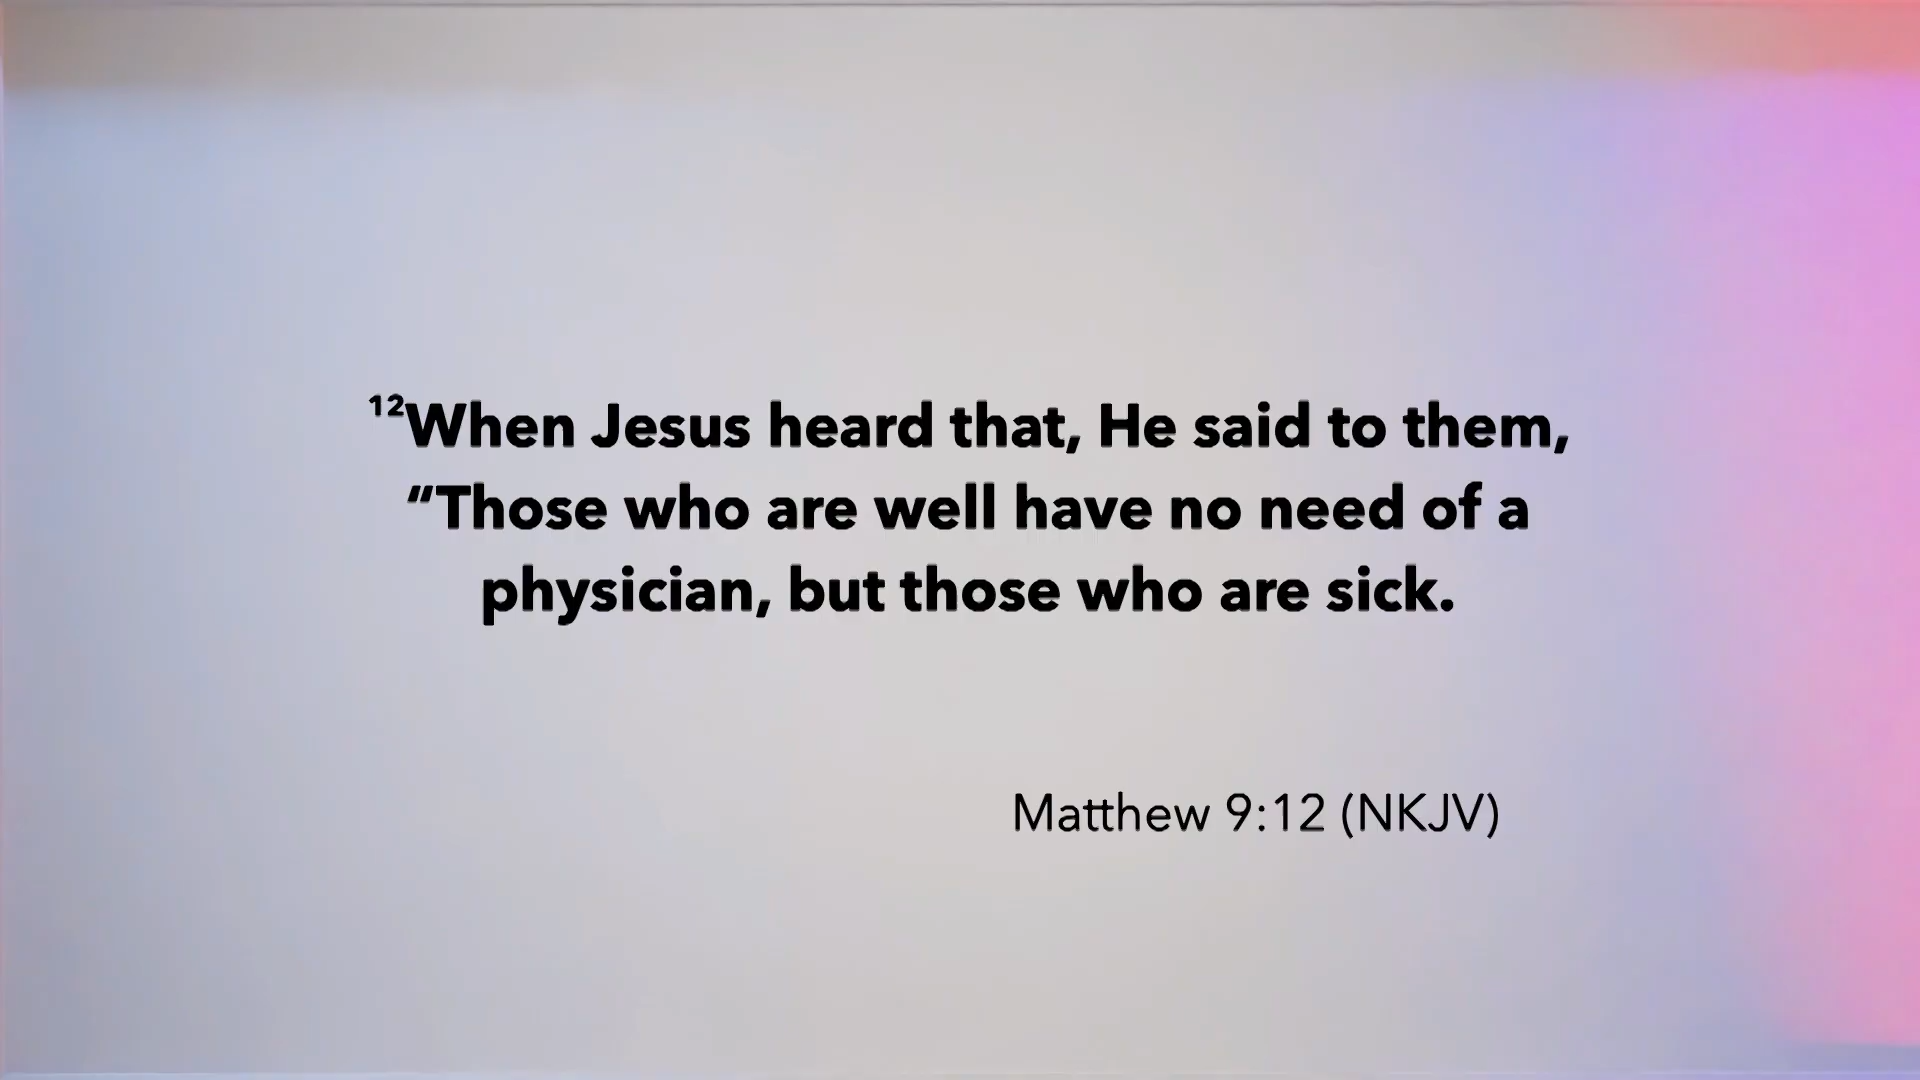 ¹²When Jesus heard that, He said to them,
“Those who are well have no need of a
physician, but those who are sick.
Matthew 9:12 (NKJV)